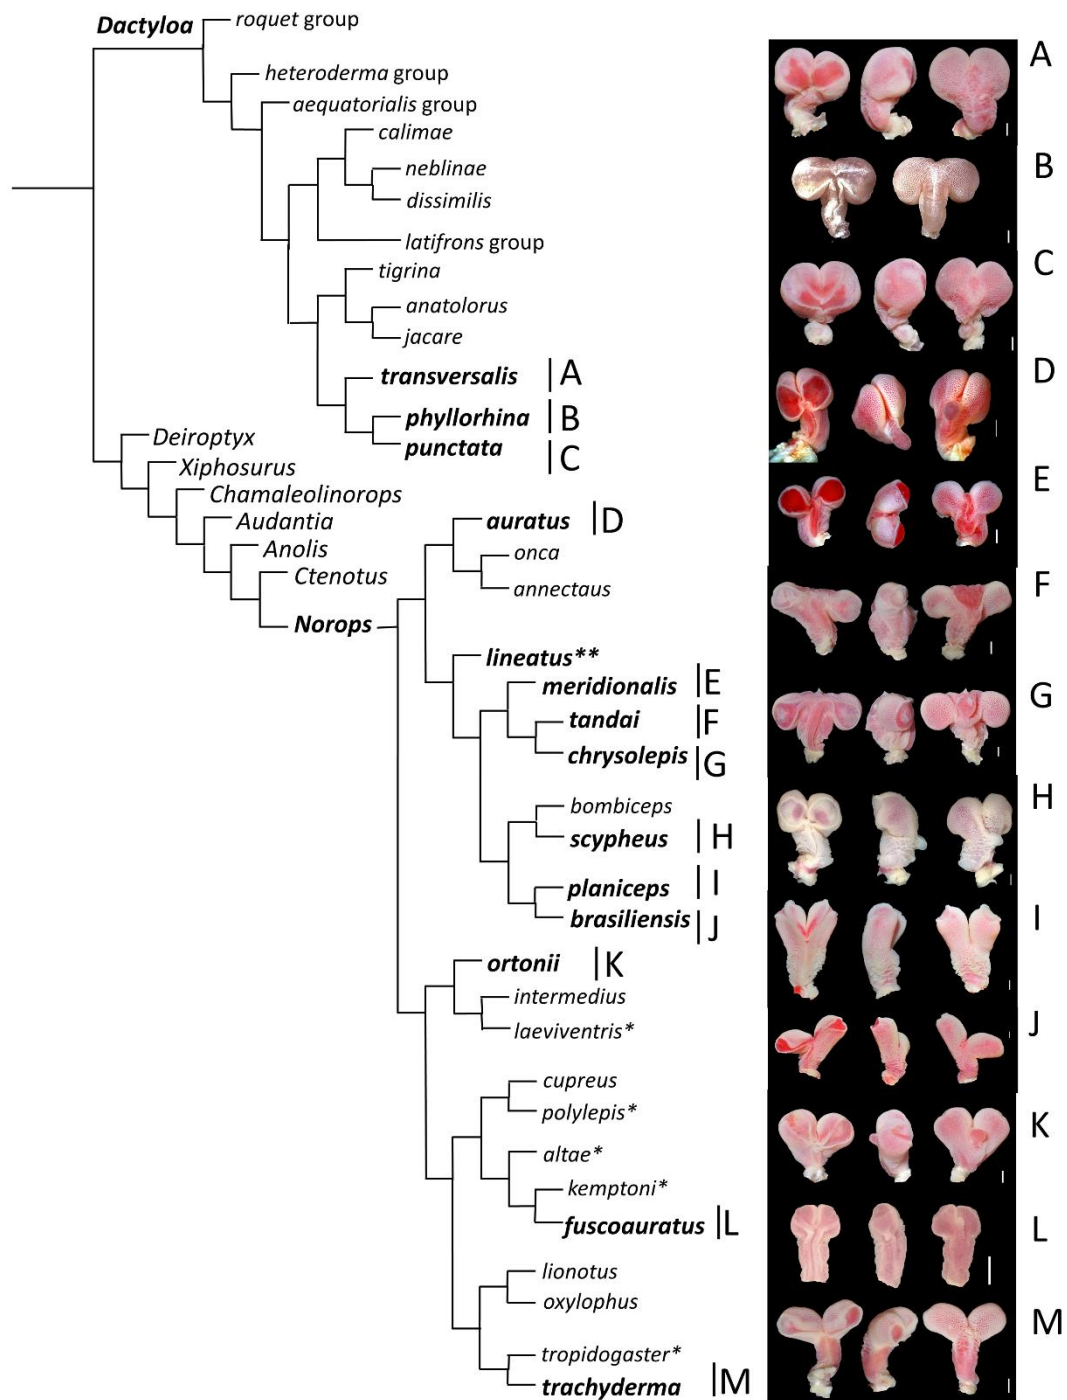 Dactyloa
roquet group
heteroderma group
aequatorialis group
calimae
neblinae
dissimilis
latifrons group
tigrina
anatolorus
jacare
transversalis | A
phyllorhina | B
punctata | C
Deiroptyx
Xiphosurus
Chamaleolinorops
Audantia
Anolis
Ctenotus
Norops
auratus | D
onca
annectaus
lineatus**
meridionalis | E
tandai | F
chrysolepis | G
bombiceps
scypheus | H
planiceps | I
brasiliensis | J
ortonii | K
intermedius
laeviventris*
cupreus
polylepis*
altae*
kemptoni*
fuscoauratus | L
lionotus
oxylophus
tropidogaster*
trachyderma | M
A
B
C
D
E
F
G
H
I
J
K
L
M